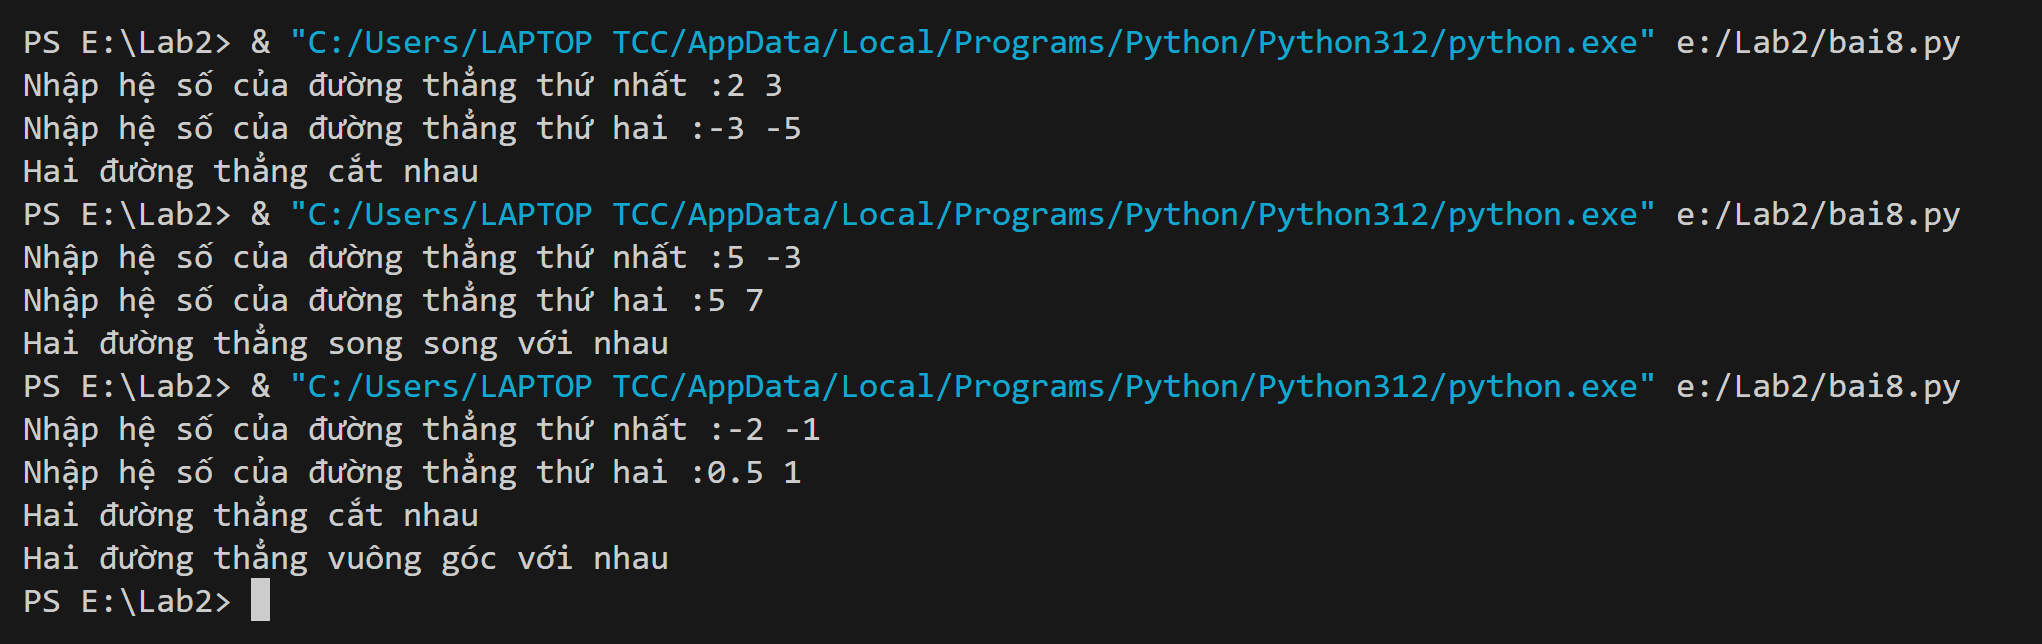 PS E:\Lab2> & "C:/Users/LAPTOP TCC/AppData/Local/Programs/Python/Python312/python.exe" e:/Lab2/bai8.py
Nhập hệ số của đường thẳng thứ nhất :2 3
Nhập hệ số của đường thẳng thứ hai :-3 -5
Hai đường thẳng cắt nhau
PS E:\Lab2> & "C:/Users/LAPTOP TCC/AppData/Local/Programs/Python/Python312/python.exe" e:/Lab2/bai8.py
Nhập hệ số của đường thẳng thứ nhất :5 -3
Nhập hệ số của đường thẳng thứ hai :5 7
Hai đường thẳng song song với nhau
PS E:\Lab2> & "C:/Users/LAPTOP TCC/AppData/Local/Programs/Python/Python312/python.exe" e:/Lab2/bai8.py
Nhập hệ số của đường thẳng thứ nhất :-2 -1
Nhập hệ số của đường thẳng thứ hai :0.5 1
Hai đường thẳng cắt nhau
Hai đường thẳng vuông góc với nhau
PS E:\Lab2>